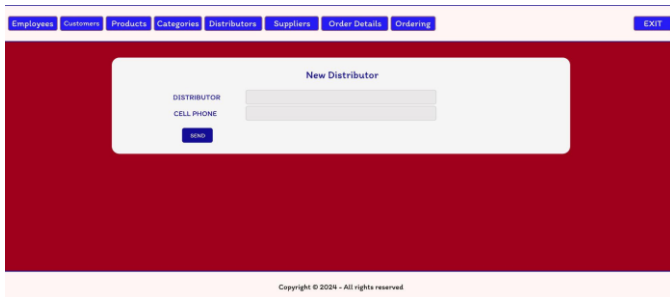 Employees Customers Products Categories Distributors Suppliers Order Details Ordering EXIT
New Distributor
DISTRIBUTOR
CELL PHONE
SEND
Copyright © 2024 - All rights reserved